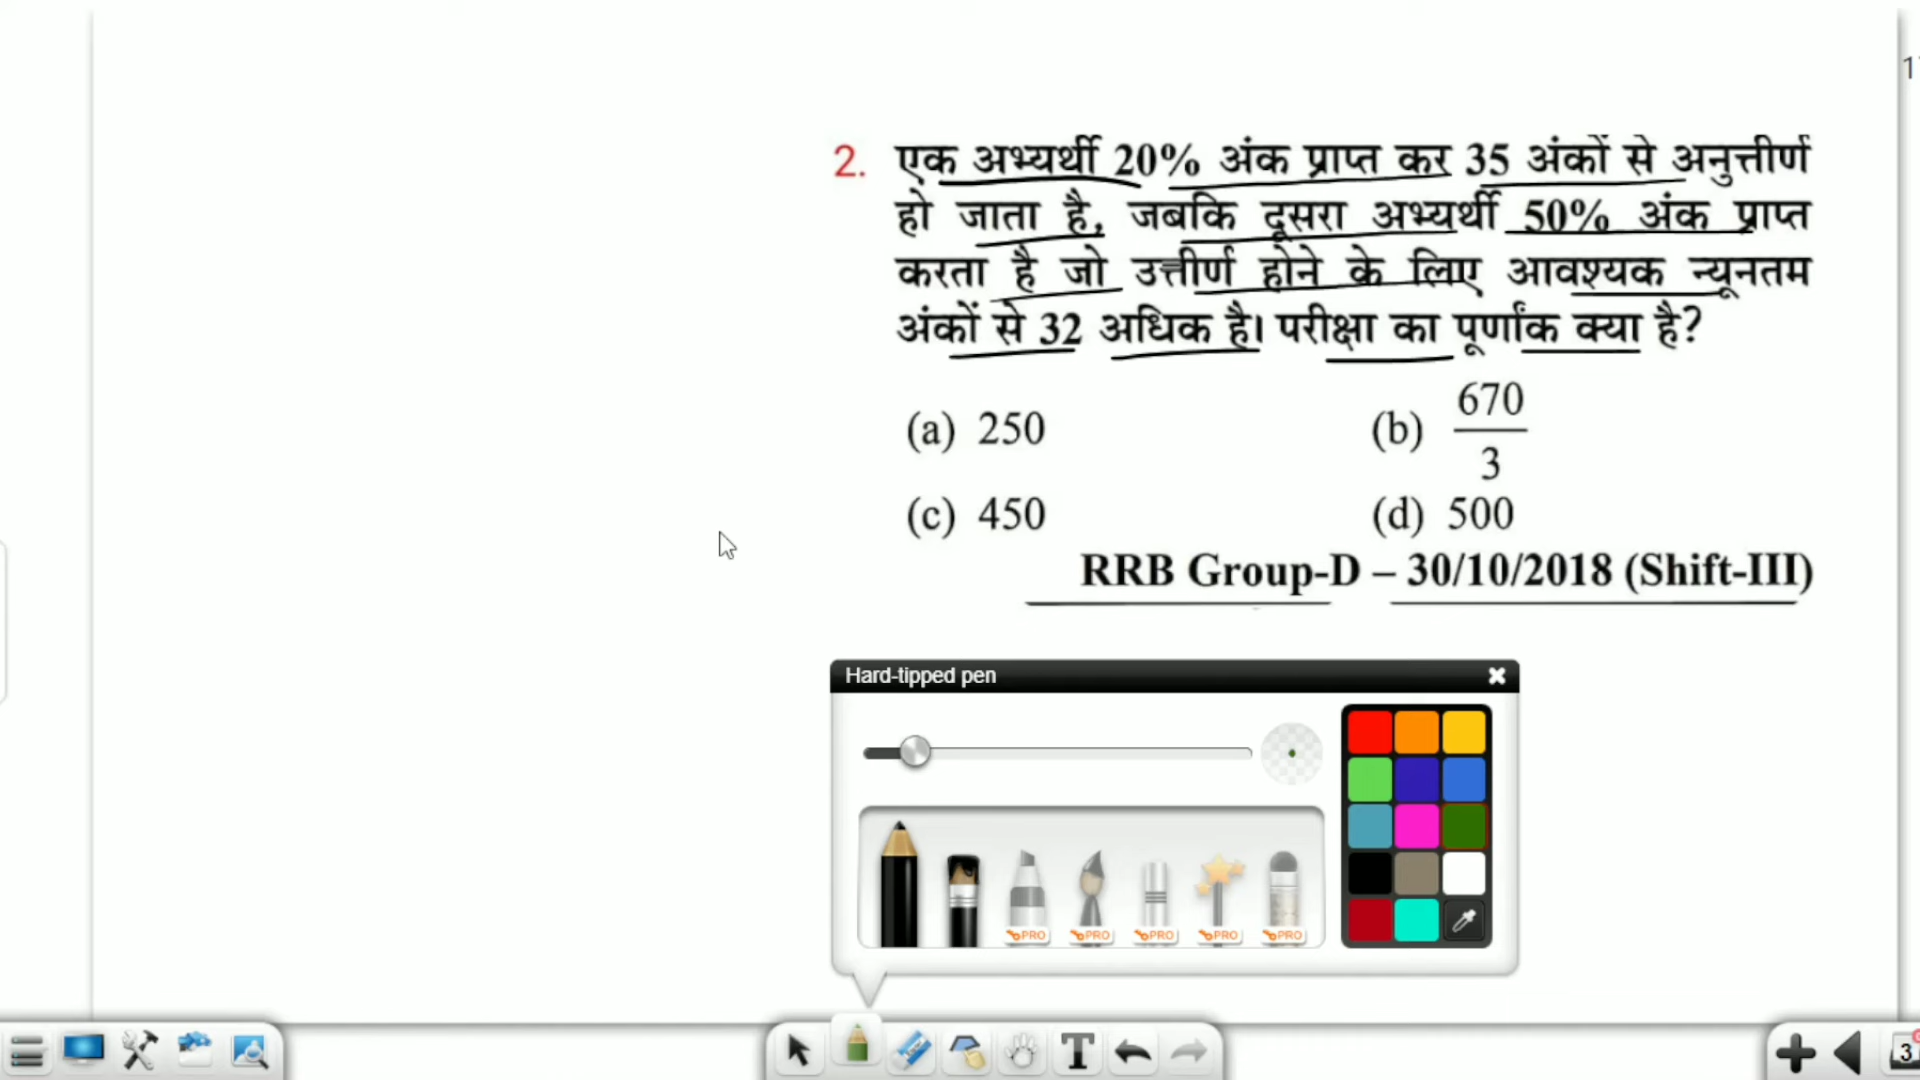 2. एक अभ्यर्थी 20% अंक प्राप्त कर 35 अंकों से अनुत्तीर्ण
हो जाता है, जबकि दूसरा अभ्यर्थी 50% अंक प्राप्त
करता है जो उत्तीर्ण होने के लिए आवश्यक न्यूनतम
अंकों से 32 अधिक है। परीक्षा का पूर्णांक क्या है?
(a) 250 (b) 670/3
(c) 450 (d) 500
RRB Group-D – 30/10/2018 (Shift-III)
Hard-tipped pen
PRO PRO PRO PRO PRO
T
3